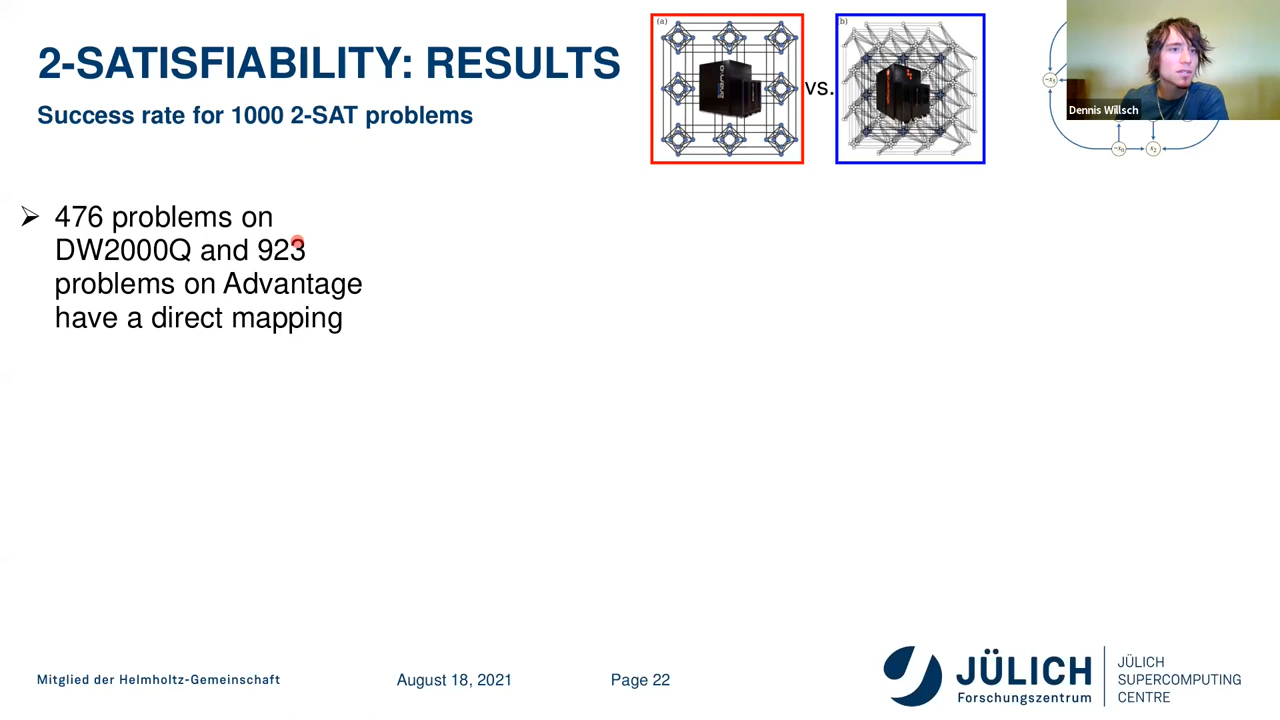 2-SATISFIABILITY: RESULTS
Success rate for 1000 2-SAT problems
(a)
vs.
(b)
¬x₀
x₂
Dennis Willsch
➢ 476 problems on
DW2000Q and 923
problems on Advantage
have a direct mapping
Mitglied der Helmholtz-Gemeinschaft
August 18, 2021
Page 22
JÜLICH
Forschungszentrum
JÜLICH
SUPERCOMPUTING
CENTRE